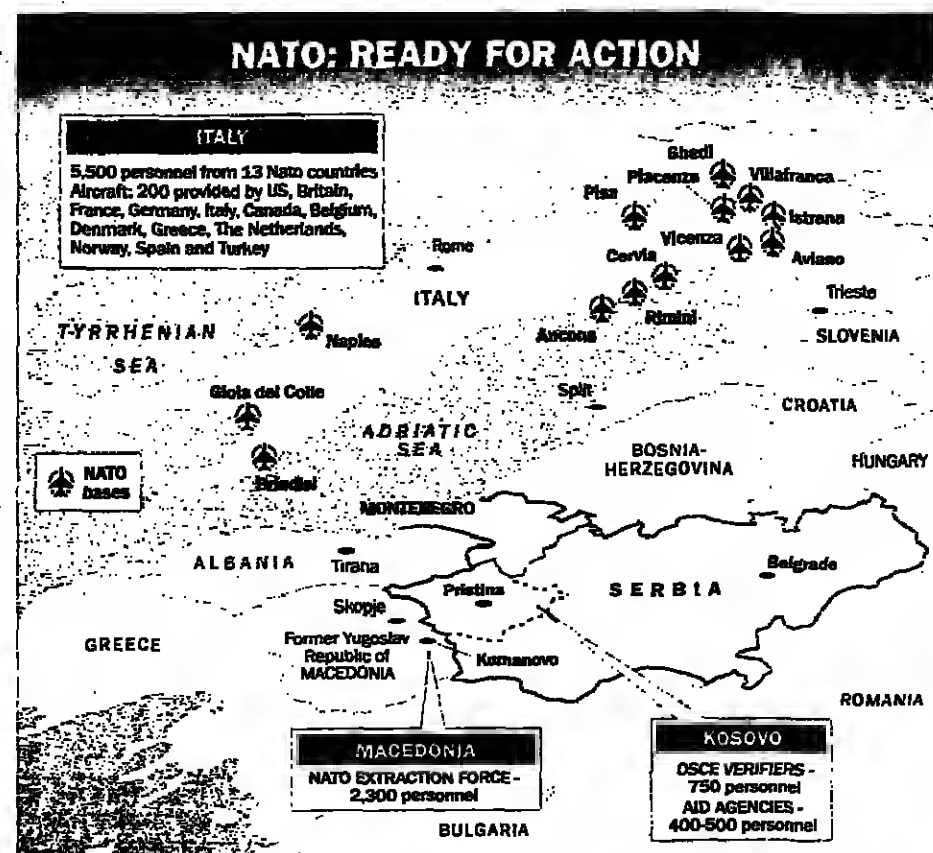 NATO: READY FOR ACTION
ITALY
5,500 personnel from 13 Nato countries
Aircraft: 200 provided by US, Britain,
France, Germany, Italy, Canada, Belgium,
Denmark, Greece, The Netherlands,
Norway, Spain and Turkey
Ghedi
Piacenza
Villafranca
Pisa
Istrana
Vicenza
Aviano
Cervia
Rome
ITALY
Trieste
Ancona
Rimini
TYRRHENIAN
SEA
Naples
SLOVENIA
Gioia del Colle
Split
CROATIA
ADRIATIC
SEA
BOSNIA-
HERZEGOVINA
HUNGARY
NATO
bases
Brindisi
MONTENEGRO
ALBANIA
Tirana
Belgrade
Pristina
SERBIA
Skopje
GREECE
Former Yugoslav
Republic of
MACEDONIA
Kumanovo
ROMANIA
MACEDONIA
NATO EXTRACTION FORCE -
2,300 personnel
KOSOVO
OSCE VERIFIERS -
750 personnel
AID AGENCIES -
400-500 personnel
BULGARIA